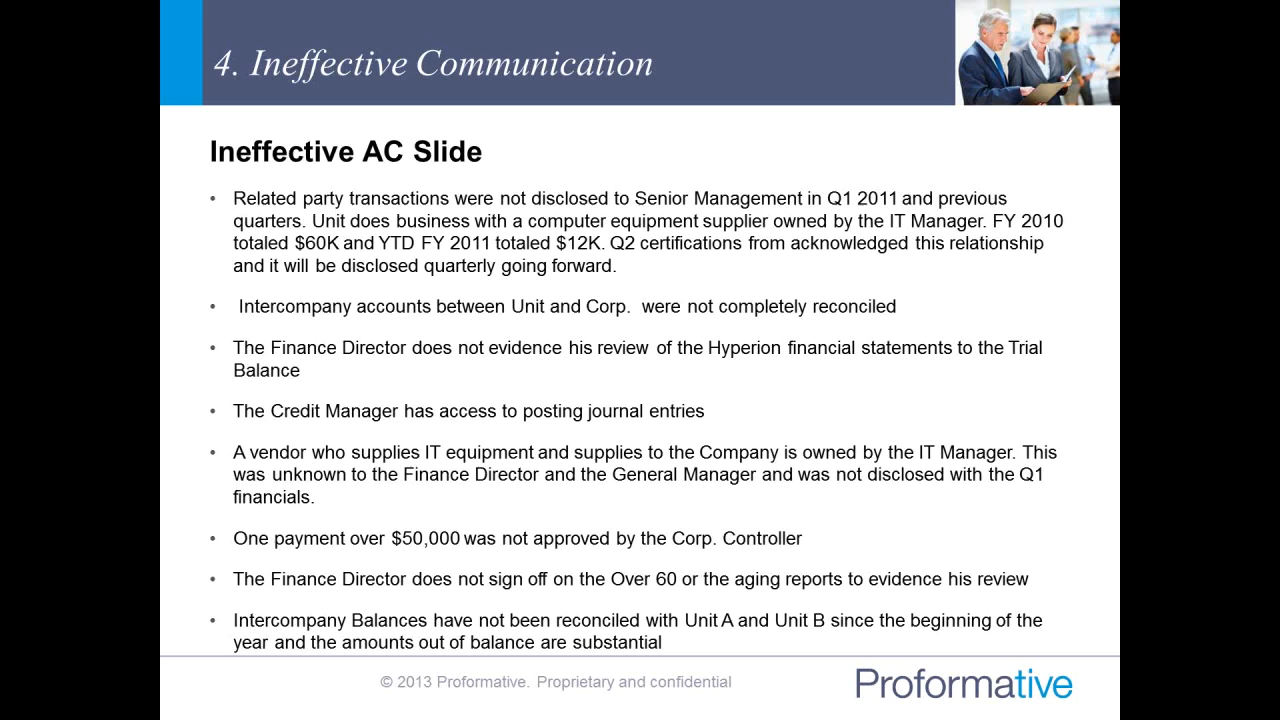 4. Ineffective Communication
Ineffective AC Slide
• Related party transactions were not disclosed to Senior Management in Q1 2011 and previous
quarters. Unit does business with a computer equipment supplier owned by the IT Manager. FY 2010
totaled $60K and YTD FY 2011 totaled $12K. Q2 certifications from acknowledged this relationship
and it will be disclosed quarterly going forward.
• Intercompany accounts between Unit and Corp. were not completely reconciled
• The Finance Director does not evidence his review of the Hyperion financial statements to the Trial
Balance
• The Credit Manager has access to posting journal entries
• A vendor who supplies IT equipment and supplies to the Company is owned by the IT Manager. This
was unknown to the Finance Director and the General Manager and was not disclosed with the Q1
financials.
• One payment over $50,000 was not approved by the Corp. Controller
• The Finance Director does not sign off on the Over 60 or the aging reports to evidence his review
• Intercompany Balances have not been reconciled with Unit A and Unit B since the beginning of the
year and the amounts out of balance are substantial
© 2013 Proformative. Proprietary and confidential
Proformative